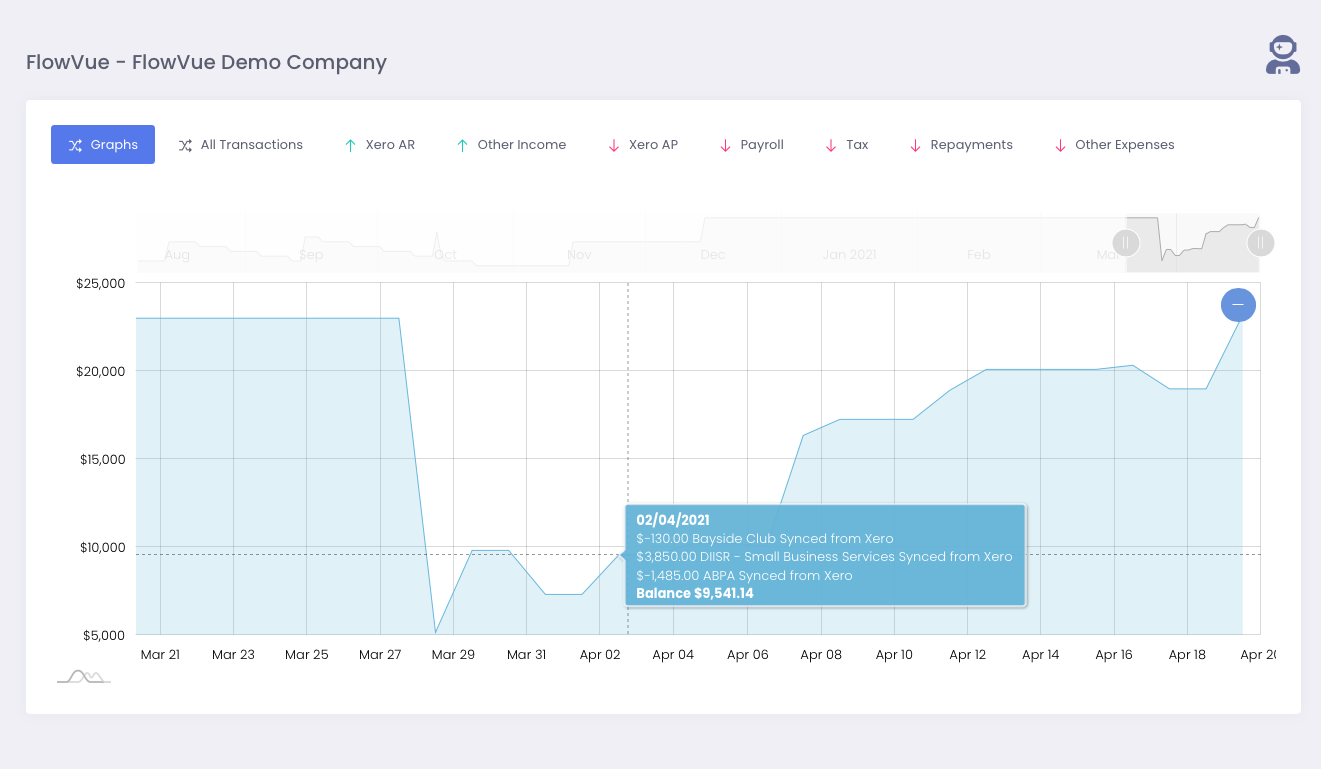 FlowVue - FlowVue Demo Company
Graphs
All Transactions
Xero AR
Other Income
Xero AP
Payroll
Tax
Repayments
Other Expenses
Aug
Sep
Oct
Nov
Dec
Jan 2021
Feb
$25,000
$20,000
$15,000
$10,000
$5,000
02/04/2021
$-130.00 Bayside Club Synced from Xero
$3,850.00 DIISR - Small Business Services Synced from Xero
$-1,485.00 ABPA Synced from Xero
Balance $9,541.14
Mar 21
Mar 23
Mar 25
Mar 27
Mar 29
Mar 31
Apr 02
Apr 04
Apr 06
Apr 08
Apr 10
Apr 12
Apr 14
Apr 16
Apr 18
Apr 20